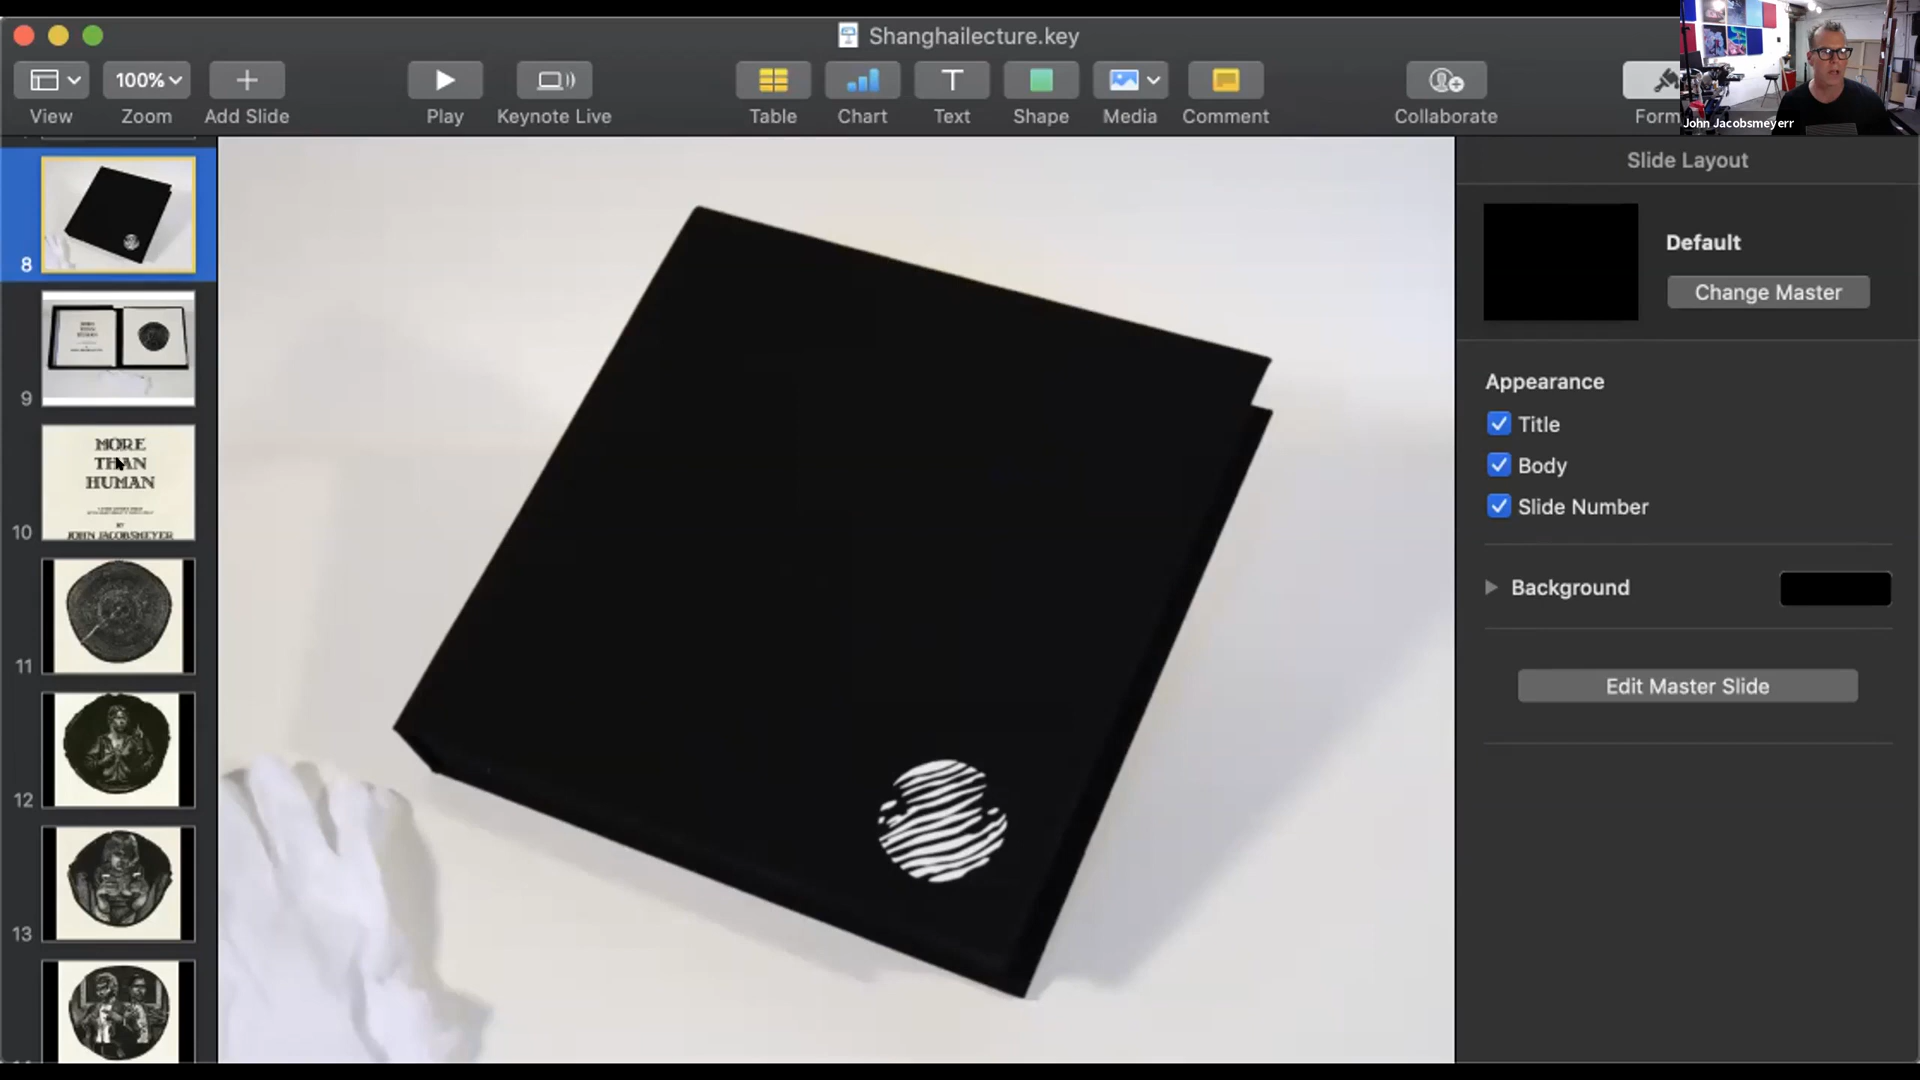 Shanghailecture.key
100%
View
Zoom
Add Slide
Play
Keynote Live
Table
Chart
Text
Shape
Media
Comment
Collaborate
Form
John Jacobsmeyerr
8
9
MORE
THAN
HUMAN
BY
JOHN JACOBSMEYER
10
11
12
13
Slide Layout
Default
Change Master
Appearance
Title
Body
Slide Number
Background
Edit Master Slide